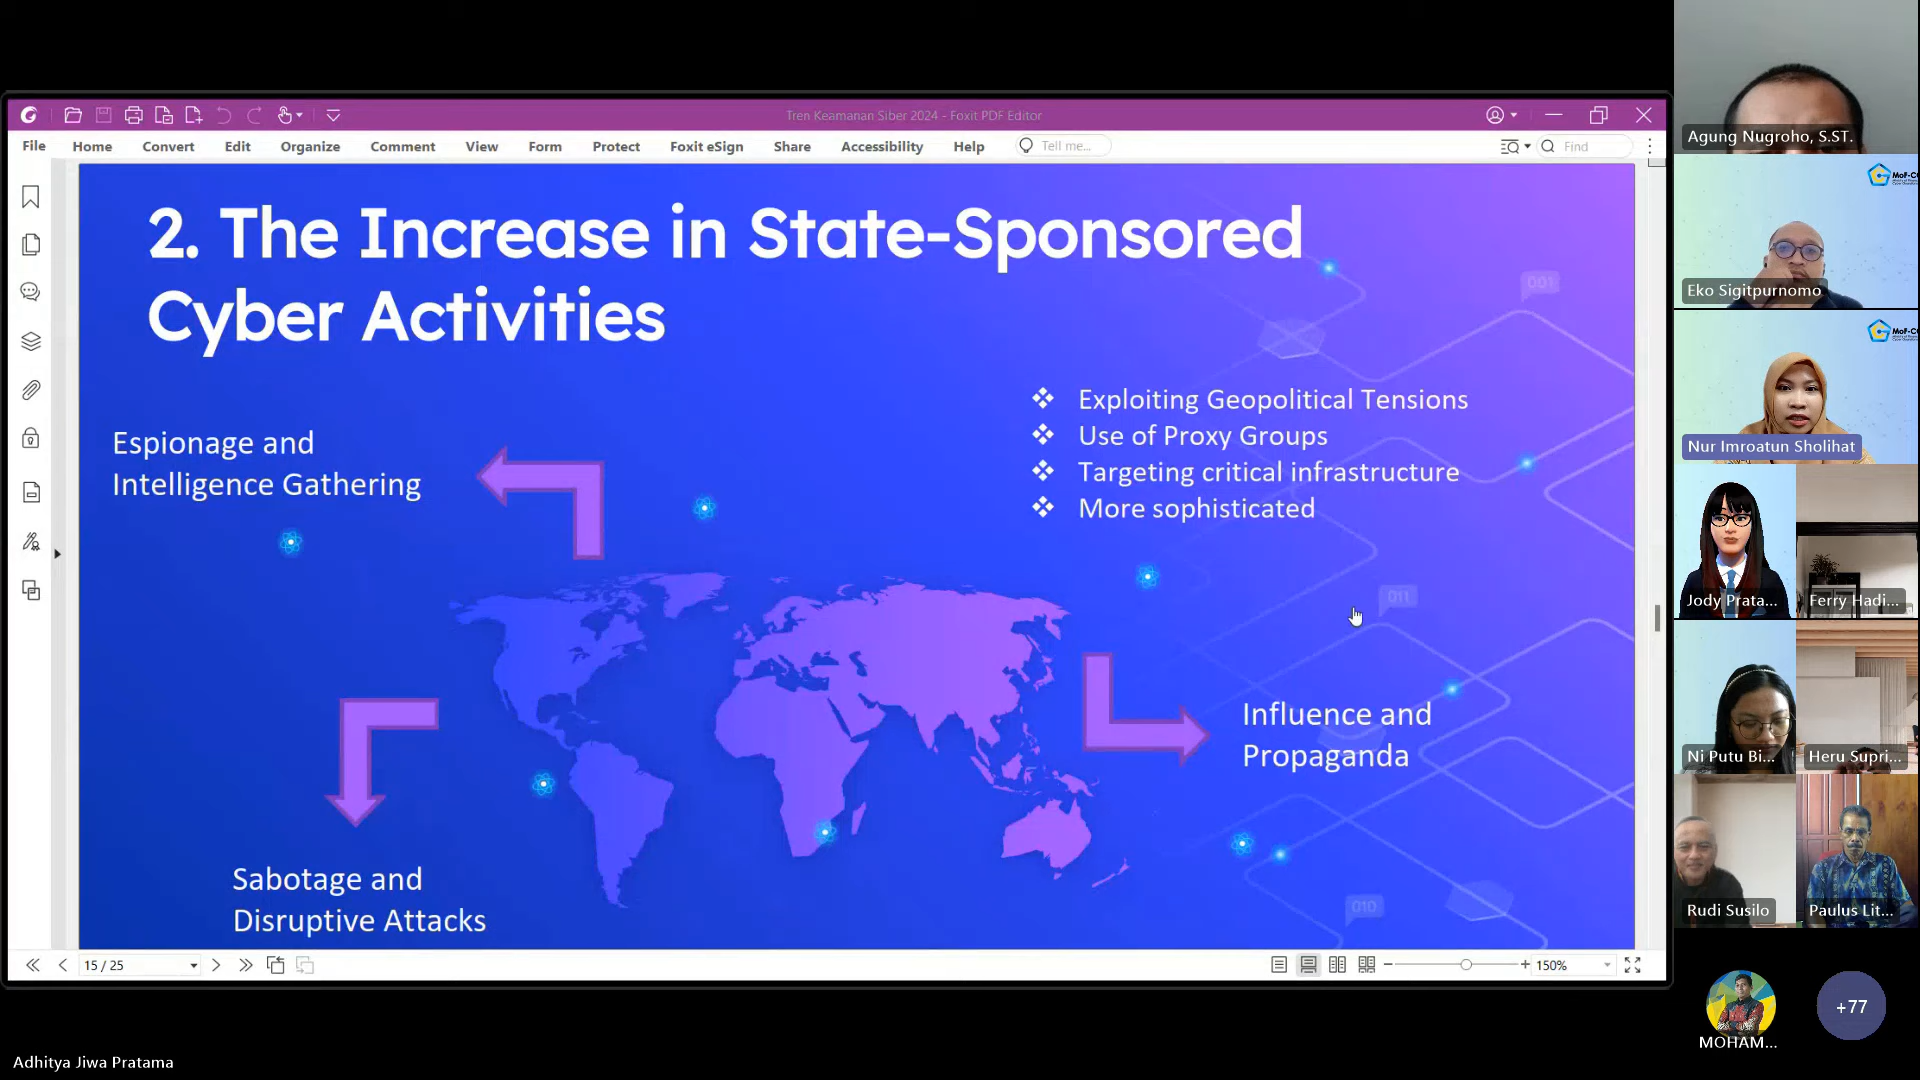 Tren Keamanan Siber 2024 - Foxit PDF Editor
File Home Convert Edit Organize Comment View Form Protect Foxit eSign Share Accessibility Help Tell me... Find
2. The Increase in State-Sponsored
Cyber Activities
001
Exploiting Geopolitical Tensions
Use of Proxy Groups
Targeting critical infrastructure
More sophisticated
Espionage and
Intelligence Gathering
011
Influence and
Propaganda
Sabotage and
Disruptive Attacks
010
15 / 25
150%
Adhitya Jiwa Pratama
Agung Nugroho, S.ST.
Eko Sigitpurnomo
Nur Imroatun Sholihat
Jody Prata...
Ferry Hadi...
Ni Putu Bi...
Heru Supri...
Rudi Susilo
Paulus Lit...
MOHAM...
+77